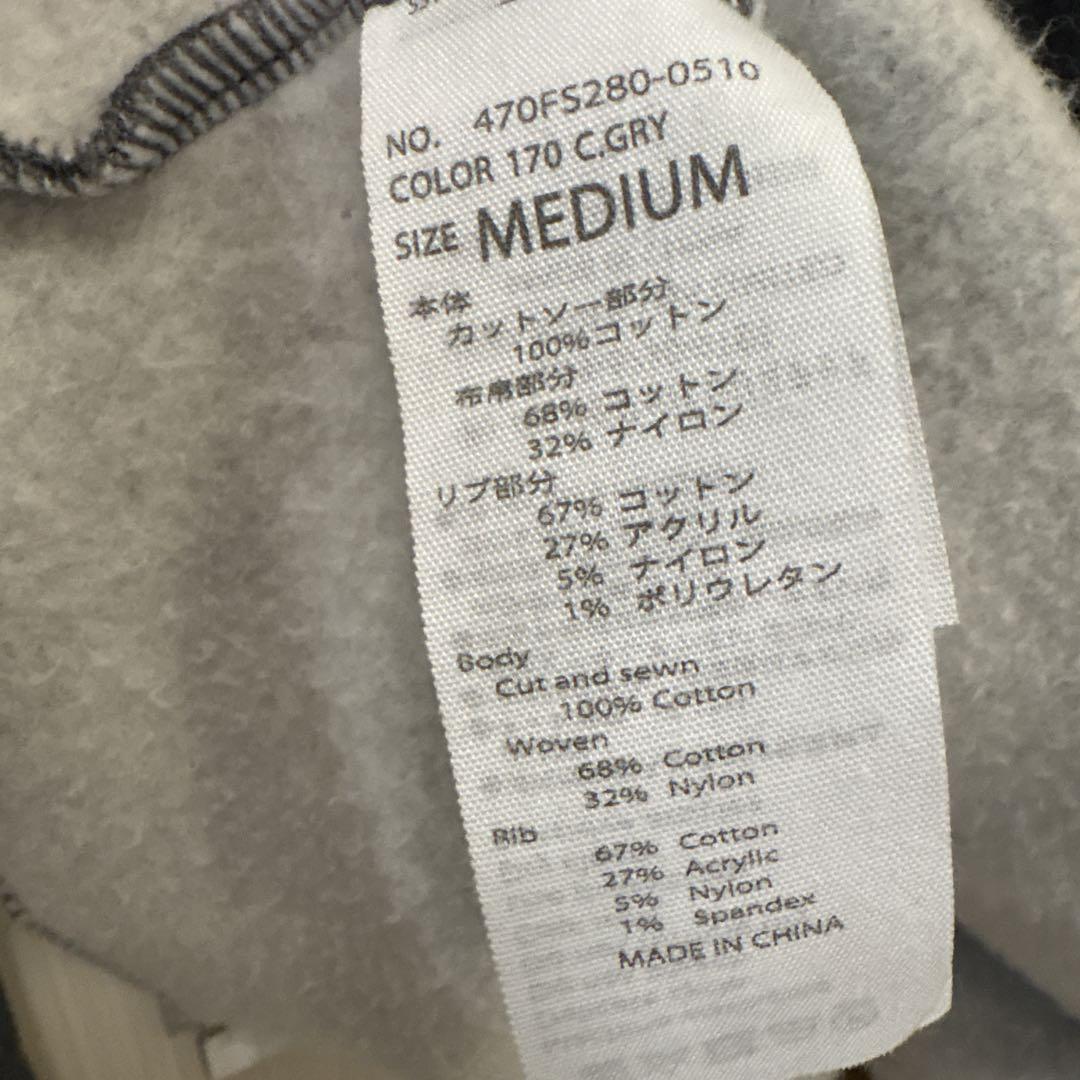 NO. 470FS280-0510
COLOR 170 C.GRY
SIZE MEDIUM
本体
カットソー部分
100%コットン
布帛部分
68% コットン
32% ナイロン
リブ部分
67% コットン
27% アクリル
5% ナイロン
1% ポリウレタン
Body
Cut and sewn
100% Cotton
Woven
68% Cotton
32% Nylon
Rib
67% Cotton
27% Acrylic
5% Nylon
1% Spandex
MADE IN CHINA